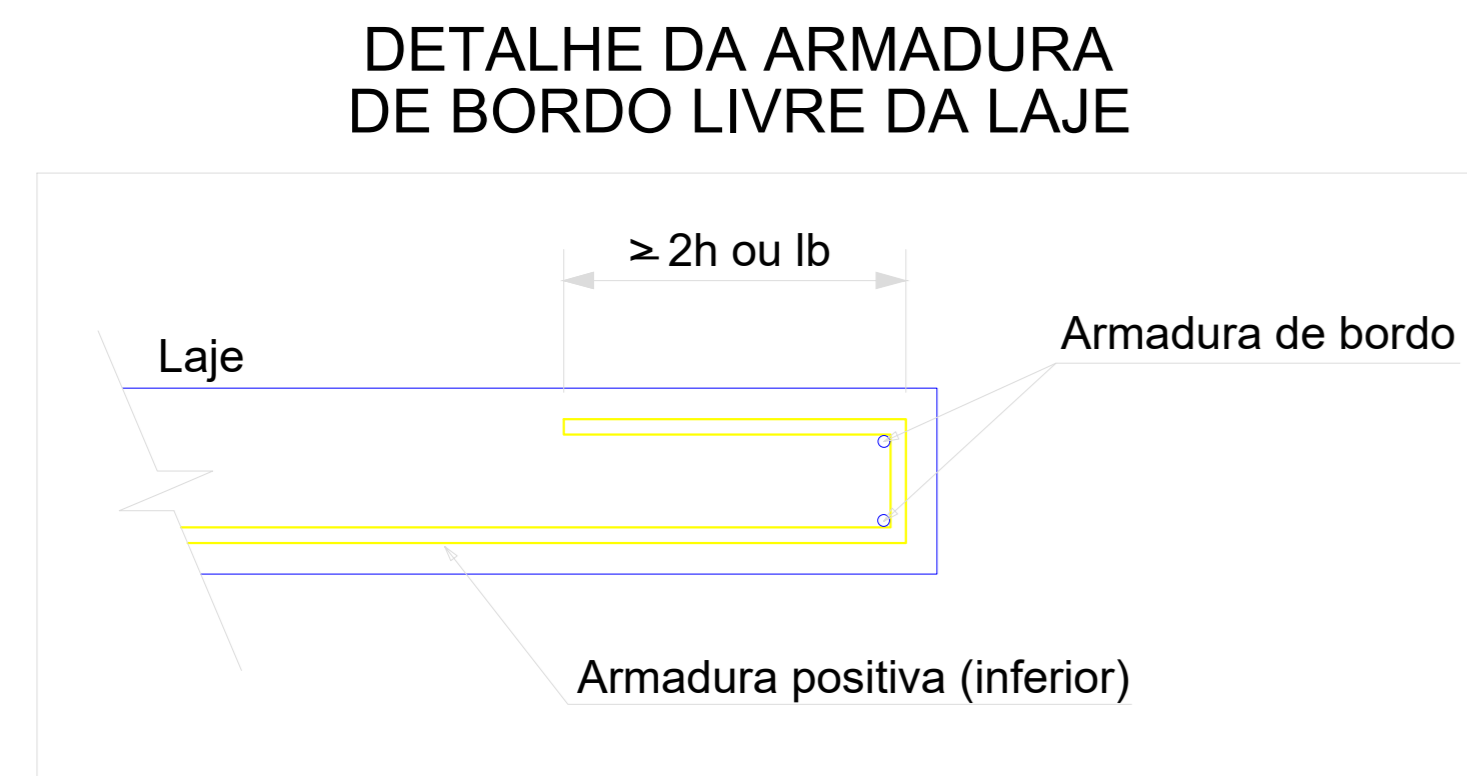 DETALHE DA ARMADURA
DE BORDO LIVRE DA LAJE
≥ 2h ou lb
Armadura de bordo
Laje
Armadura positiva (inferior)